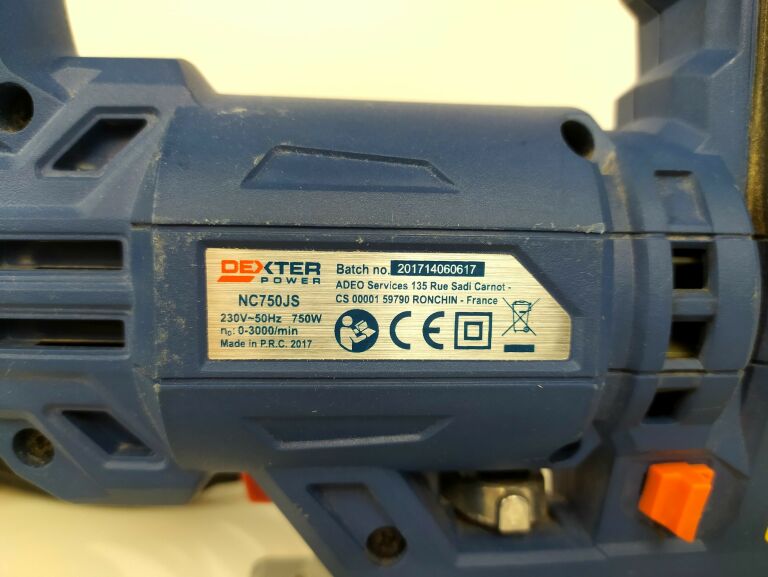 DEXTER
POWER
NC750JS
230V~50Hz 750W
n₀: 0-3000/min
Made in P.R.C. 2017
Batch no. 201714060617
ADEO Services 135 Rue Sadi Carnot -
CS 00001 59790 RONCHIN - France
CE